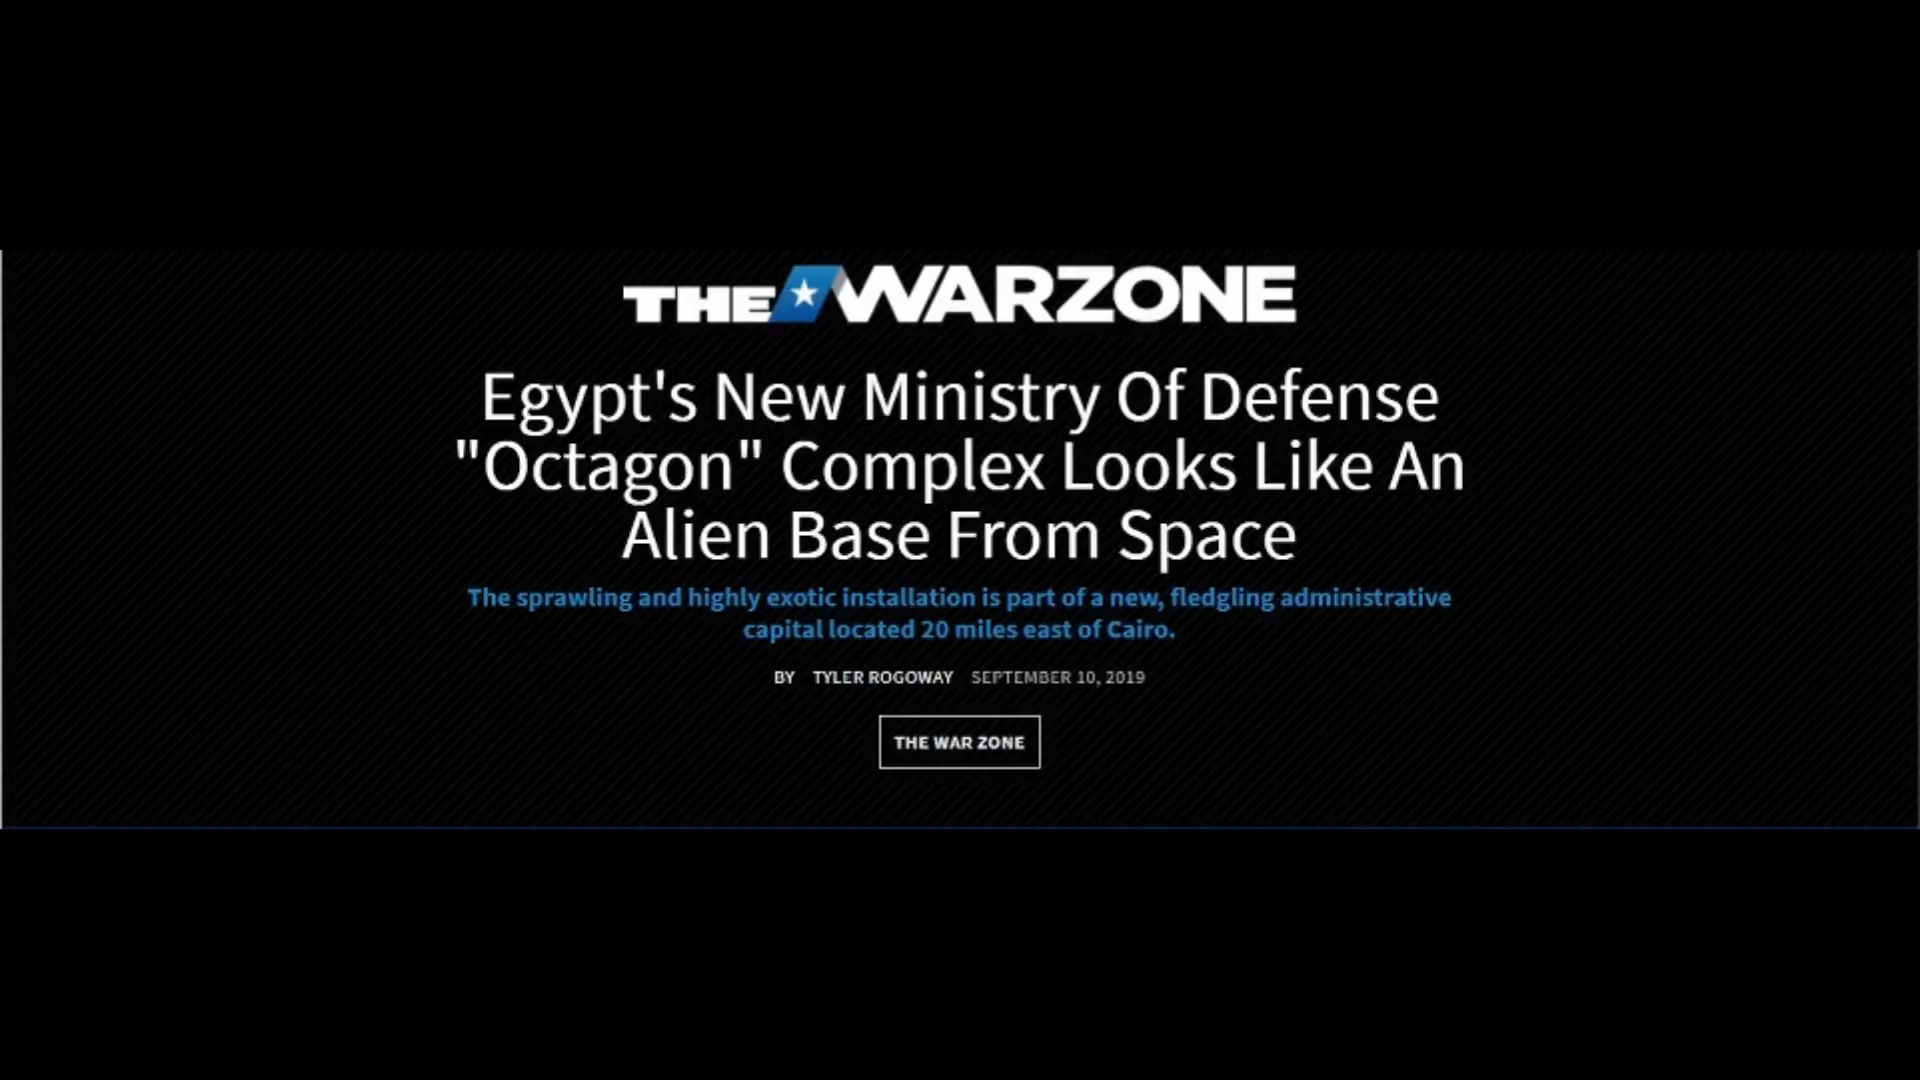 THE WARZONE
Egypt's New Ministry Of Defense
"Octagon" Complex Looks Like An
Alien Base From Space
The sprawling and highly exotic installation is part of a new, fledgling administrative
capital located 20 miles east of Cairo.
BY TYLER ROGOWAY SEPTEMBER 10, 2019
THE WAR ZONE